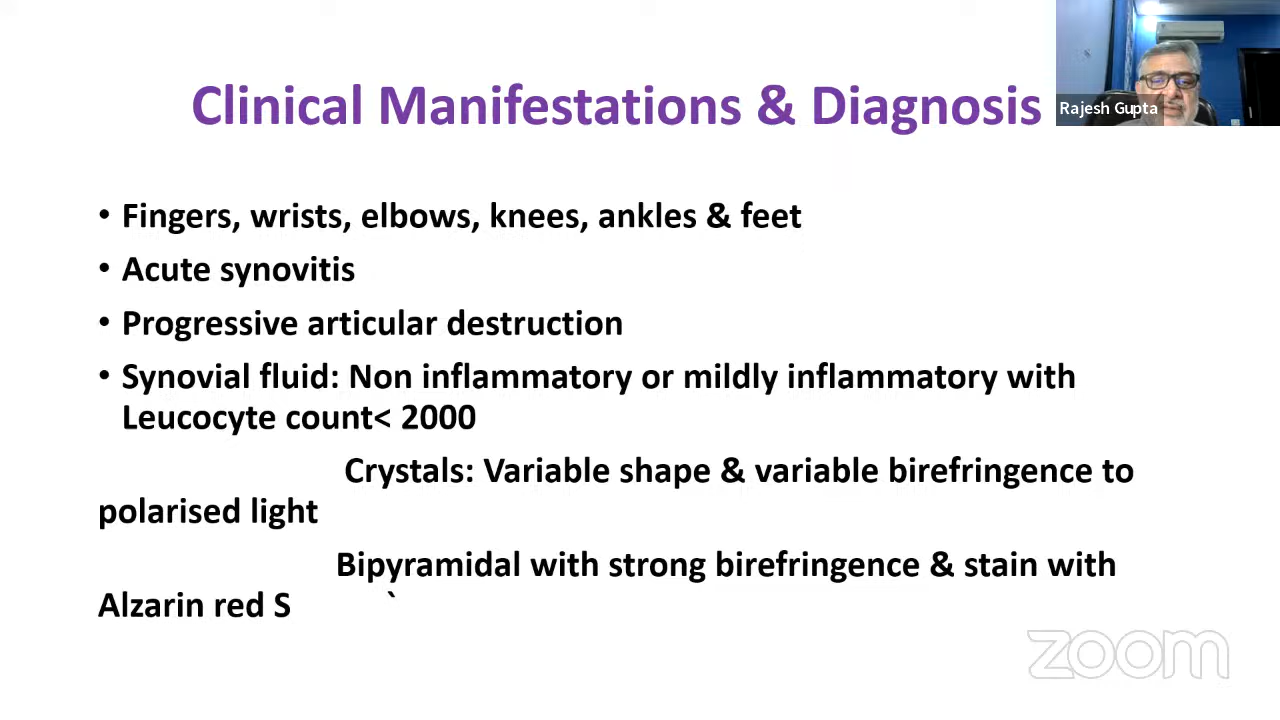 Clinical Manifestations & Diagnosis
Rajesh Gupta
• Fingers, wrists, elbows, knees, ankles & feet
• Acute synovitis
• Progressive articular destruction
• Synovial fluid: Non inflammatory or mildly inflammatory with
Leucocyte count< 2000
Crystals: Variable shape & variable birefringence to
polarised light
Bipyramidal with strong birefringence & stain with
Alzarin red S `
zoom